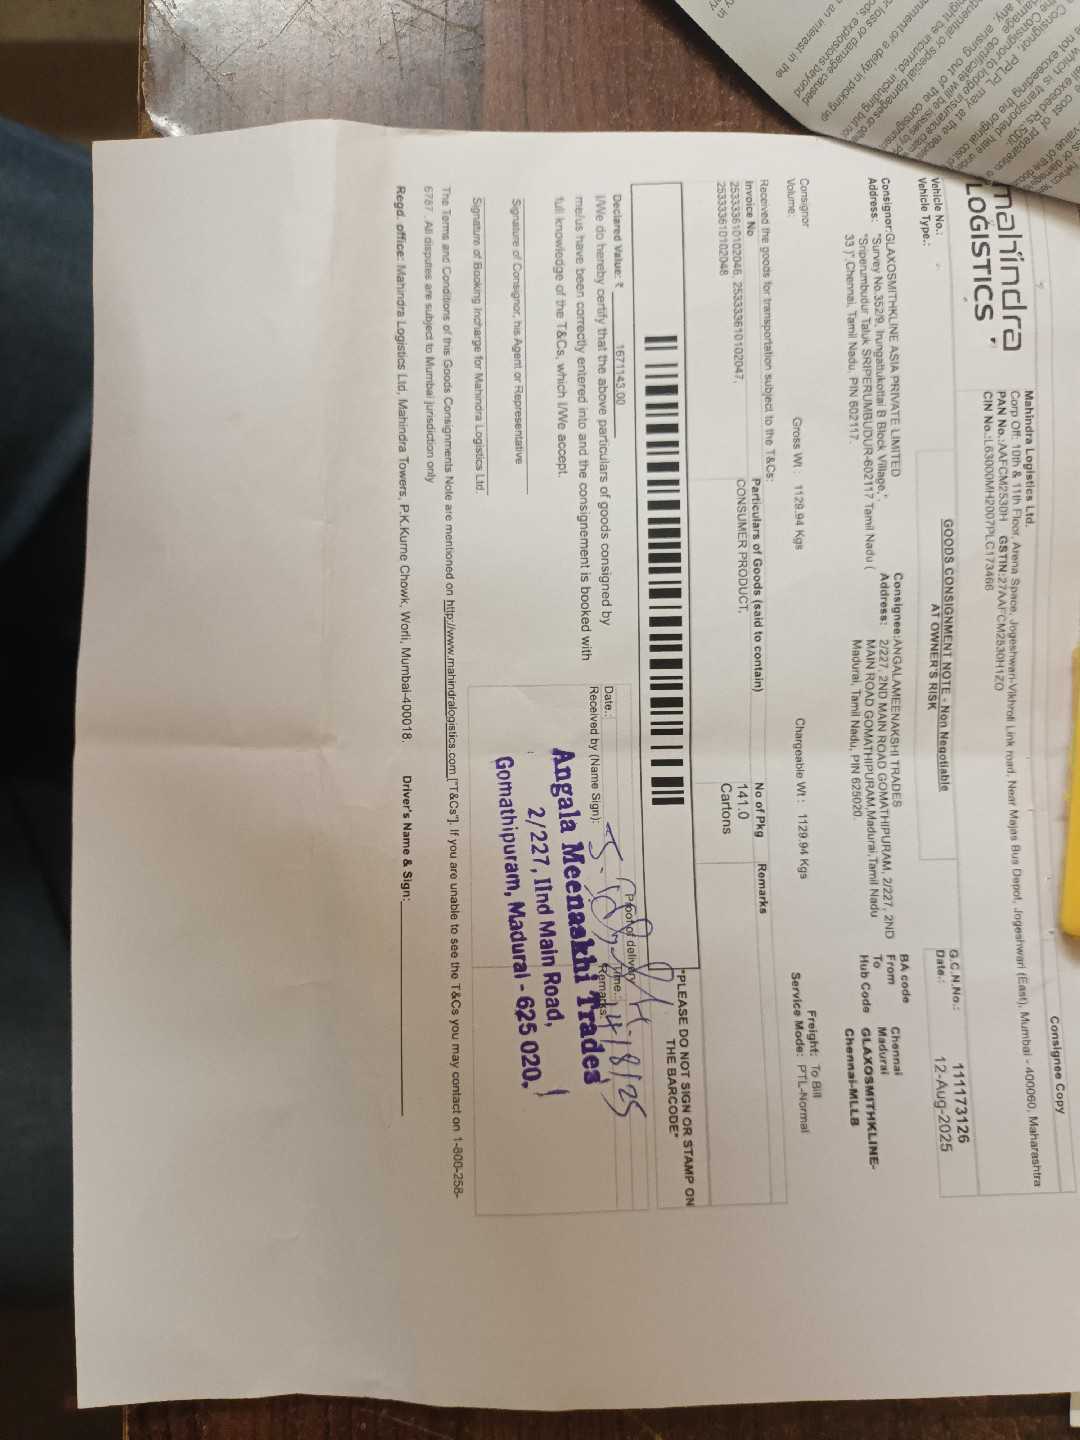 Consignee Copy
mahindra
LOGISTICS
Mahindra Logistics Ltd.
Corp Off: 10th & 11th Floor, Arena Space, Jogeshwari-Vikhroli Link road, Near Majas Bus Depot, Jogeshwari (East), Mumbai - 400060, Maharashtra
PAN No.:AAFCM2530H GSTIN:27AAFCM2530H1ZO
CIN No.:L63000MH2007PLC173466
Vehicle No.:
Vehicle Type.:
GOODS CONSIGNMENT NOTE - Non Negotiable
AT OWNER'S RISK
G.C.N.No.: 111173126
Date.: 12-Aug-2025
Consignor:GLAXOSMITHKLINE ASIA PRIVATE LIMITED
Address: "Survey No.352/9, Irungattukottai B Block Village,",
"Sriperumbudur Taluk SRIPERUMBUDUR-602117 Tamil Nadu (
33 )",Chennai, Tamil Nadu, PIN 602117.
Consignee:ANGALAMEENAKSHI TRADES
Address: 2/227, 2ND MAIN ROAD GOMATHIPURAM, 2/227, 2ND
MAIN ROAD GOMATHIPURAM,Madurai,Tamil Nadu
Madurai, Tamil Nadu, PIN 625020.
BA code
From Chennai
To Madurai
Hub Code GLAXOSMITHKLINE-
Chennai-MLLB
Consignor
Volume:
Gross Wt : 1129.94 Kgs
Chargeable Wt : 1129.94 Kgs
Freight: To Bill
Service Mode: PTL-Normal
Received the goods for transportation subject to the T&Cs:
Invoice No
Particulars of Goods (said to contain)
No of Pkg
Remarks
253333610102046, 253333610102047,
253333610102048
CONSUMER PRODUCT,
141.0
Cartons
"PLEASE DO NOT SIGN OR STAMP ON
THE BARCODE"
Declared Value: ₹ 1671143.00
I/We do hereby certify that the above particulars of goods consigned by
me/us have been correctly entered into and the consignement is booked with
full knowledge of the T&Cs, which I/We accept.
Signature of Consignor, his Agent or Representative
Signature of Booking Incharge for Mahindra Logistics Ltd.
Proof of delivery
Date.:
Time.:
Received by (Name Sign):
Remarks:
14/8/25
Angala Meenaskhi Trades
2/227, IInd Main Road,
Gomathipuram, Madurai - 625 020.
The Terms and Conditions of this Goods Consignments Note are mentioned on http://www.mahindralogistics.com ["T&Cs"]. If you are unable to see the T&Cs you may contact on 1-800-258-
6787. All disputes are subject to Mumbai jurisdiction only
Regd. office: Mahindra Logistics Ltd, Mahindra Towers, P.K.Kurne Chowk, Worli, Mumbai-400018.
Driver's Name & Sign: